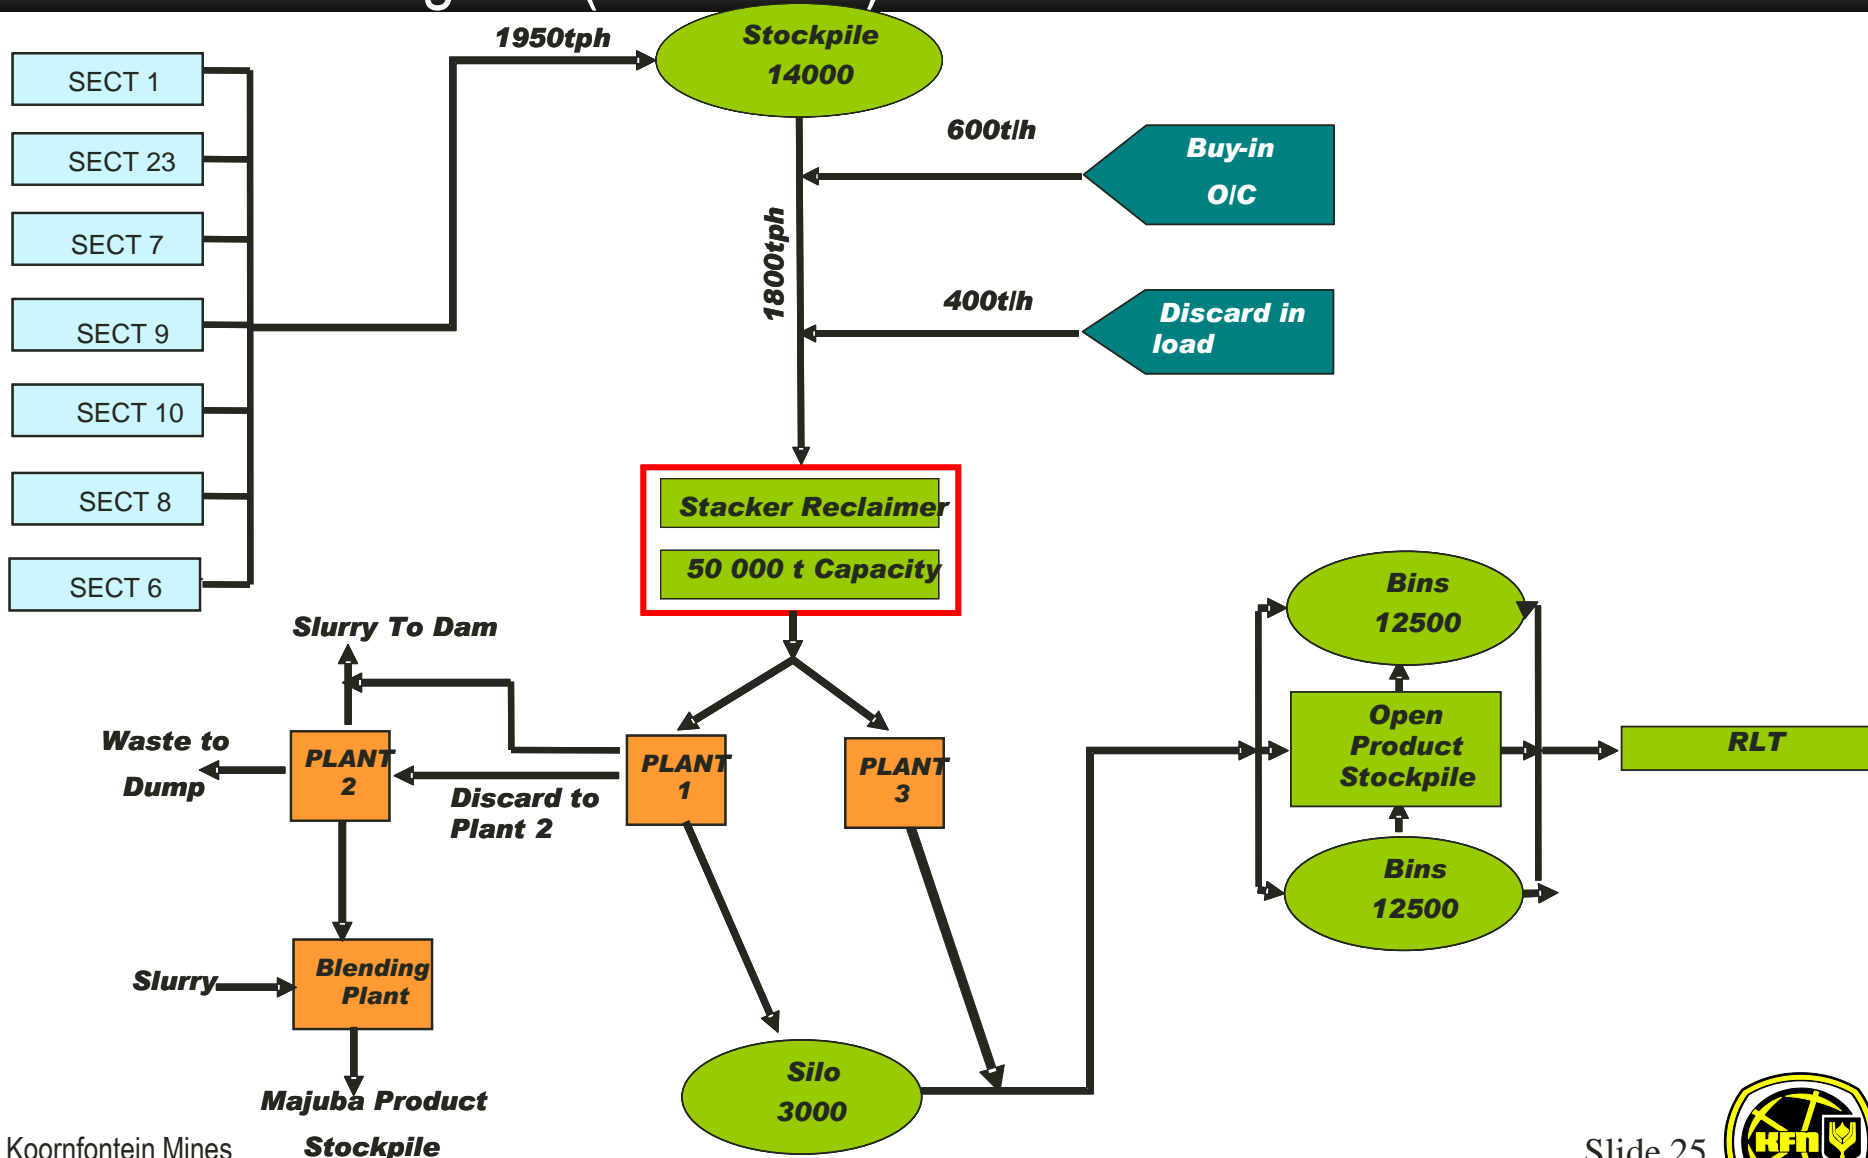 1950tph
Stockpile
14000
SECT 1
SECT 23
SECT 7
SECT 9
SECT 10
SECT 8
SECT 6
600t/h
Buy-in
O/C
1800tph
400t/h
Discard in
load
Stacker Reclaimer
50 000 t Capacity
Slurry To Dam
Waste to
Dump
PLANT
2
Discard to
Plant 2
PLANT
1
PLANT
3
Bins
12500
Open
Product
Stockpile
RLT
Bins
12500
Slurry
Blending
Plant
Majuba Product
Stockpile
Silo
3000
Koornfontein Mines
Slide 25
KFN